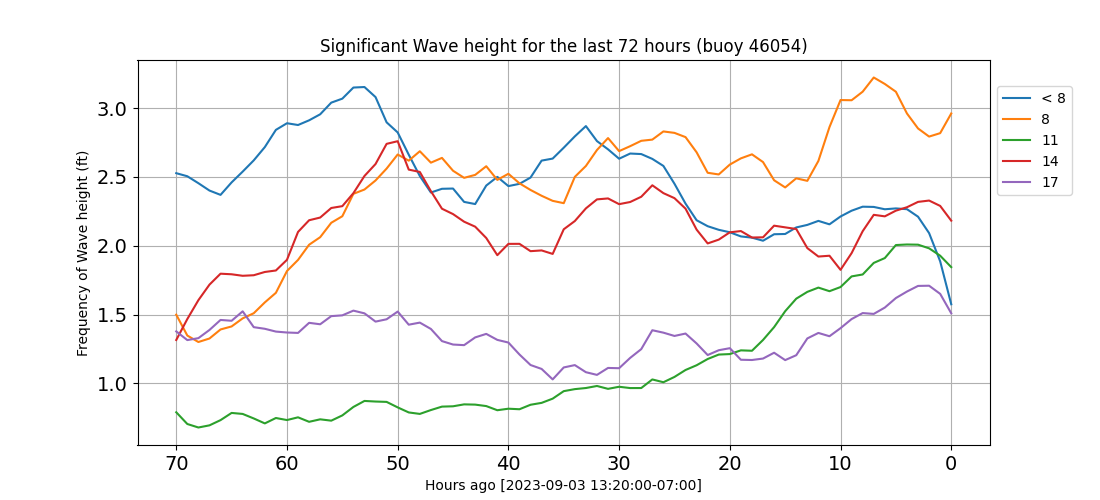 Significant Wave height for the last 72 hours (buoy 46054)
Frequency of Wave height (ft)
3.0
2.5
2.0
1.5
1.0
70 60 50 40 30 20 10 0
Hours ago [2023-09-03 13:20:00-07:00]
< 8
8
11
14
17